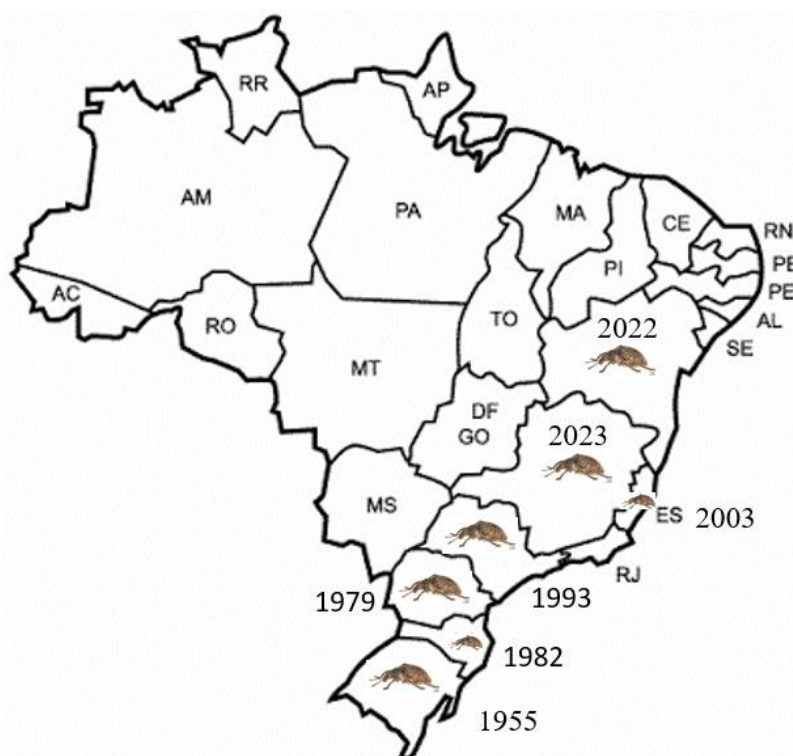 RR
AP
AM
PA
MA
CE
RN
PI
PB
PE
AC
AL
RO
TO
2022
SE
MT
DF
GO
2023
MS
ES
2003
RJ
1979
1993
1982
1955